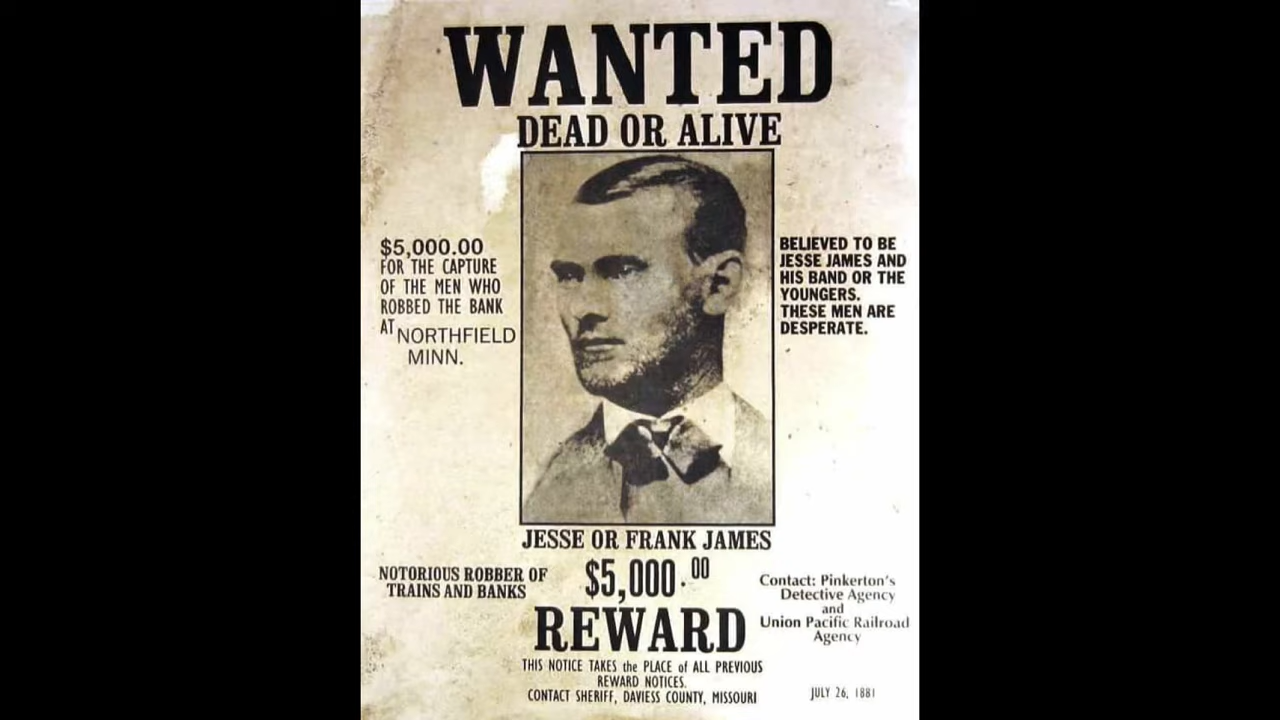 WANTED
DEAD OR ALIVE
$5,000.00
FOR THE CAPTURE
OF THE MEN WHO
ROBBED THE BANK
AT NORTHFIELD
MINN.
BELIEVED TO BE
JESSE JAMES AND
HIS BAND OR THE
YOUNGERS.
THESE MEN ARE
DESPERATE.
JESSE OR FRANK JAMES
NOTORIOUS ROBBER OF
TRAINS AND BANKS
$5,000.00
REWARD
Contact: Pinkerton's
Detective Agency
and
Union Pacific Railroad
Agency
THIS NOTICE TAKES the PLACE of ALL PREVIOUS
REWARD NOTICES.
CONTACT SHERIFF, DAVIESS COUNTY, MISSOURI
JULY 26, 1881